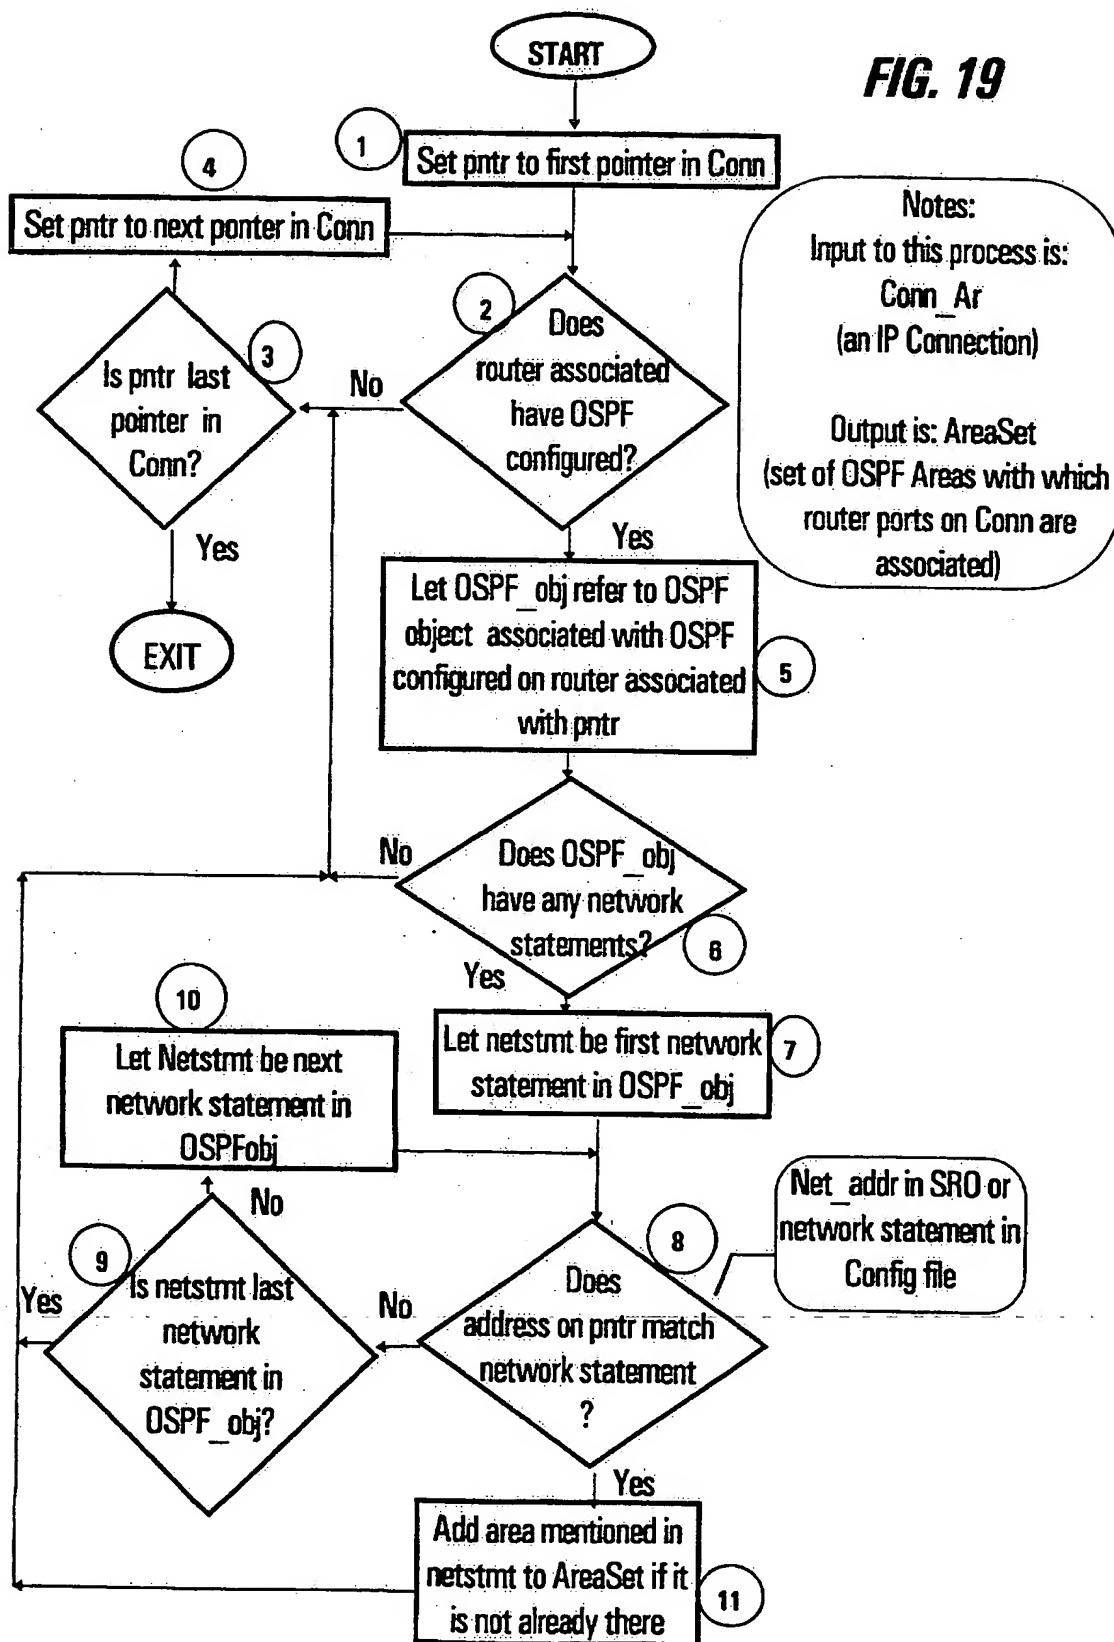 START
FIG. 19
1
Set pntr to first pointer in Conn
4
Set pntr to next ponter in Conn
Notes:
Input to this process is:
Conn_Ar
(an IP Connection)
Output is: AreaSet
(set of OSPF Areas with which
router ports on Conn are
associated)
2
Does
router associated
have OSPF
configured?
No
3
Is pntr last
pointer in
Conn?
Yes
EXIT
Yes
Let OSPF_obj refer to OSPF
object associated with OSPF
configured on router associated
with pntr
5
No
Does OSPF_obj
have any network
statements?
6
Yes
10
Let Netstmt be next
network statement in
OSPFobj
Let netstmt be first network
statement in OSPF_obj
7
No
9
Is netstmt last
network
statement in
OSPF_obj?
Yes
No
8
Does
address on pntr match
network statement
?
Net_addr in SRO or
network statement in
Config file
Yes
Add area mentioned in
netstmt to AreaSet if it
is not already there
11